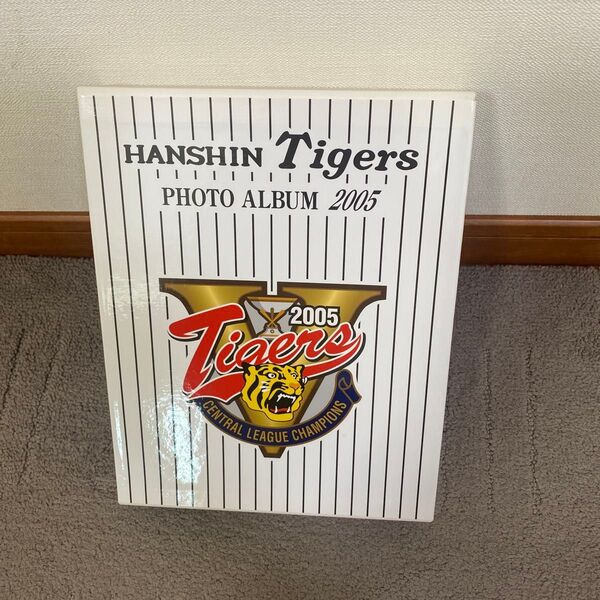 HANSHIN Tigers
PHOTO ALBUM 2005
2005
Tigers
CENTRAL LEAGUE CHAMPIONS